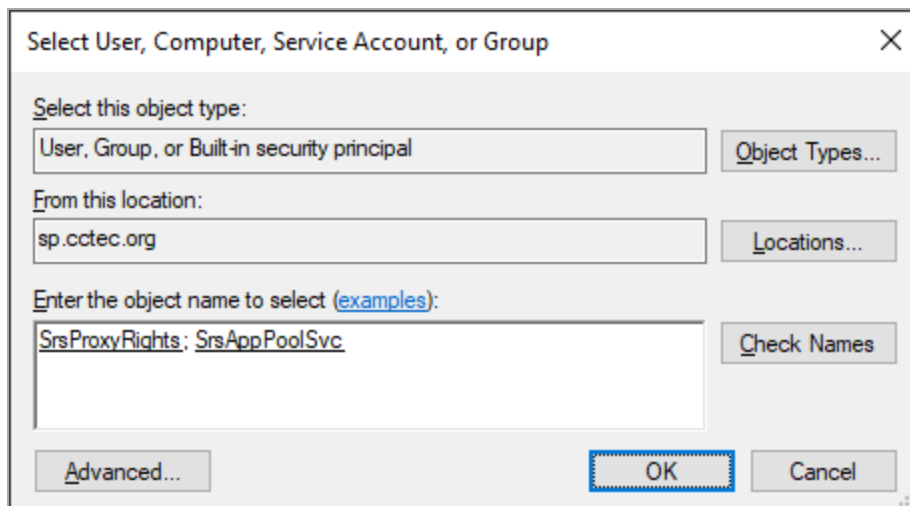 Select User, Computer, Service Account, or Group
Select this object type:
User, Group, or Built-in security principal
Object Types...
From this location:
sp.cctec.org
Locations...
Enter the object name to select (examples):
SrsProxyRights; SrsAppPoolSvc
Check Names
Advanced...
OK
Cancel